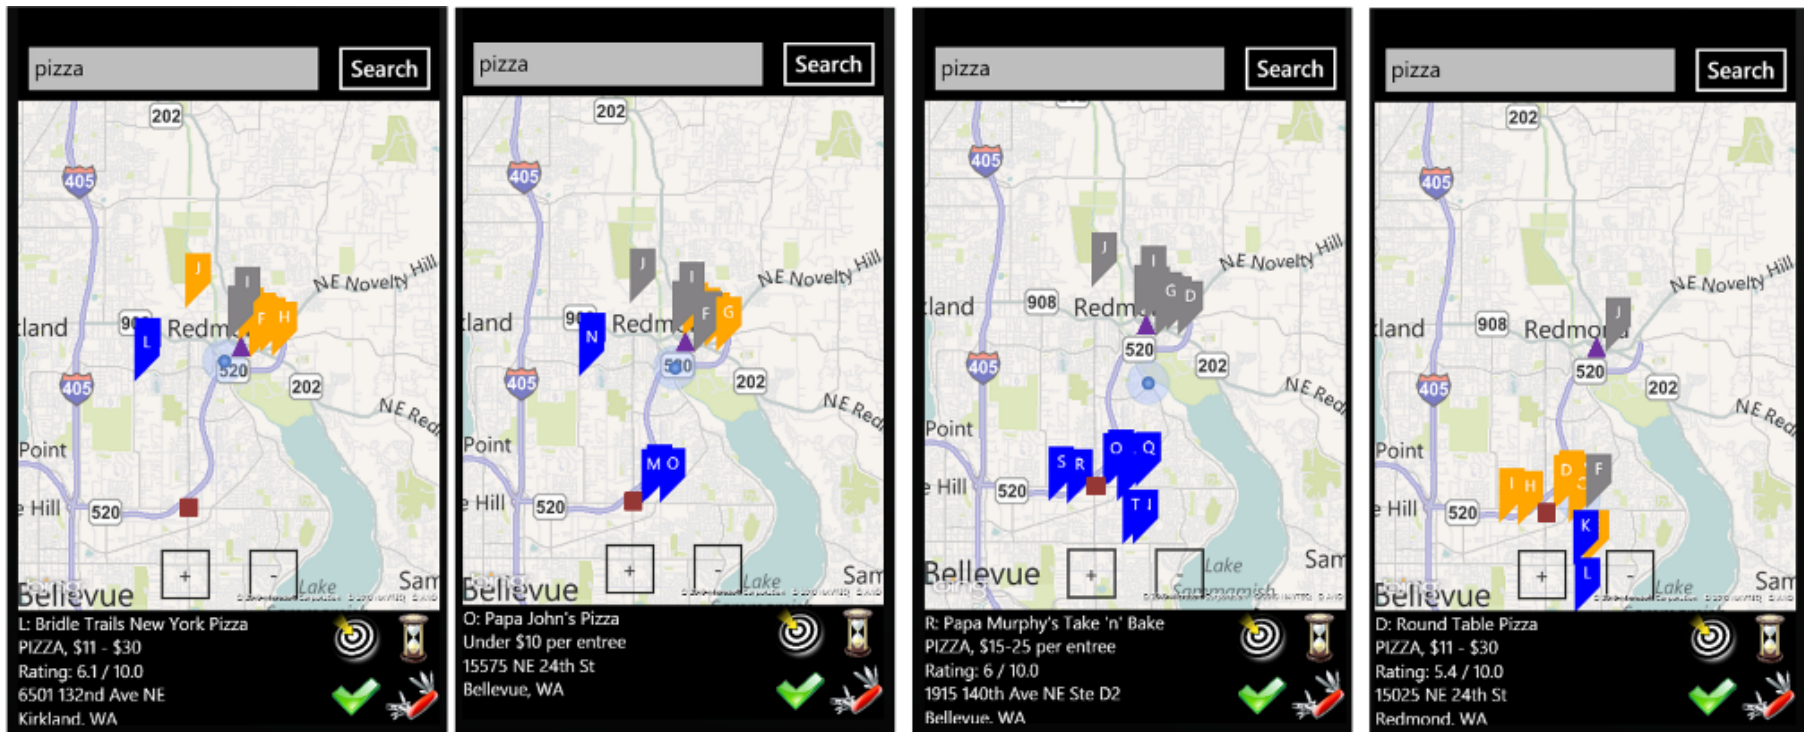 pizza
Search
202
405
J
I
NE Novelty Hill
F
H
kland
90
Redm
L
520
405
202
NE Red
Point
e Hill
520
+
-
Bellevue
Lake
Sam
L: Bridle Trails New York Pizza
PIZZA, $11 - $30
Rating: 6.1 / 10.0
6501 132nd Ave NE
Kirkland, WA
pizza
Search
202
405
J
I
NE Novelty Hill
F
G
land
90
Redm
N
520
405
202
NE Red
Point
M
O
e Hill
520
+
-
Bellevue
Lake
Sam
O: Papa John's Pizza
Under $10 per entree
15575 NE 24th St
Bellevue, WA
pizza
Search
405
J
I
NE Novelty Hill
G
D
kland
908
Redmo
520
202
405
NE Red
Point
S
R
O
Q
e Hill
520
T
J
+
-
Bellevue
Lake
Sammamish
Sam
R: Papa Murphy's Take 'n' Bake
PIZZA, $15-25 per entree
Rating: 6 / 10.0
1915 140th Ave NE Ste D2
Bellevue, WA
pizza
Search
202
405
NE Novelty Hill
J
kland
908
Redmond
520
405
202
NE Red
Point
I
H
D
F
e Hill
520
K
L
+
-
Bellevue
Lake
Sam
D: Round Table Pizza
PIZZA, $11 - $30
Rating: 5.4 / 10.0
15025 NE 24th St
Redmond, WA